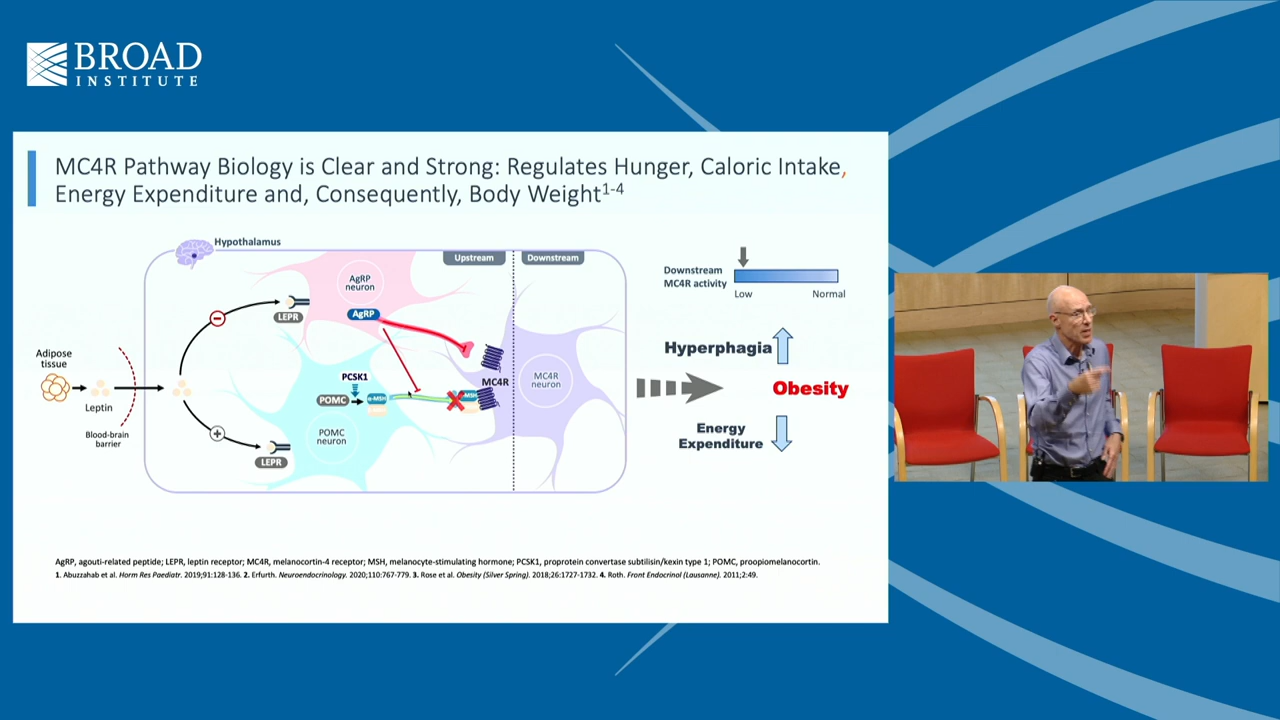 BROAD
INSTITUTE
MC4R Pathway Biology is Clear and Strong: Regulates Hunger, Caloric Intake,
Energy Expenditure and, Consequently, Body Weight1-4
Hypothalamus
Upstream
Downstream
AgRP
neuron
AgRP
LEPR
Adipose
tissue
Leptin
Blood-brain
barrier
PCSK1
POMC
α-MSH
MSH
MC4R
MC4R
neuron
POMC
neuron
LEPR
Downstream
MC4R activity
Low
Normal
Hyperphagia
Obesity
Energy
Expenditure
AgRP, agouti-related peptide; LEPR, leptin receptor; MC4R, melanocortin-4 receptor; MSH, melanocyte-stimulating hormone; PCSK1, proprotein convertase subtilisin/kexin type 1; POMC, proopiomelanocortin.
1. Abuzzahab et al. Horm Res Paediatr. 2019;91:128-136. 2. Erfurth. Neuroendocrinology. 2020;110:767-779. 3. Rose et al. Obesity (Silver Spring). 2018;26:1727-1732. 4. Roth. Front Endocrinol (Lausanne). 2011;2:49.